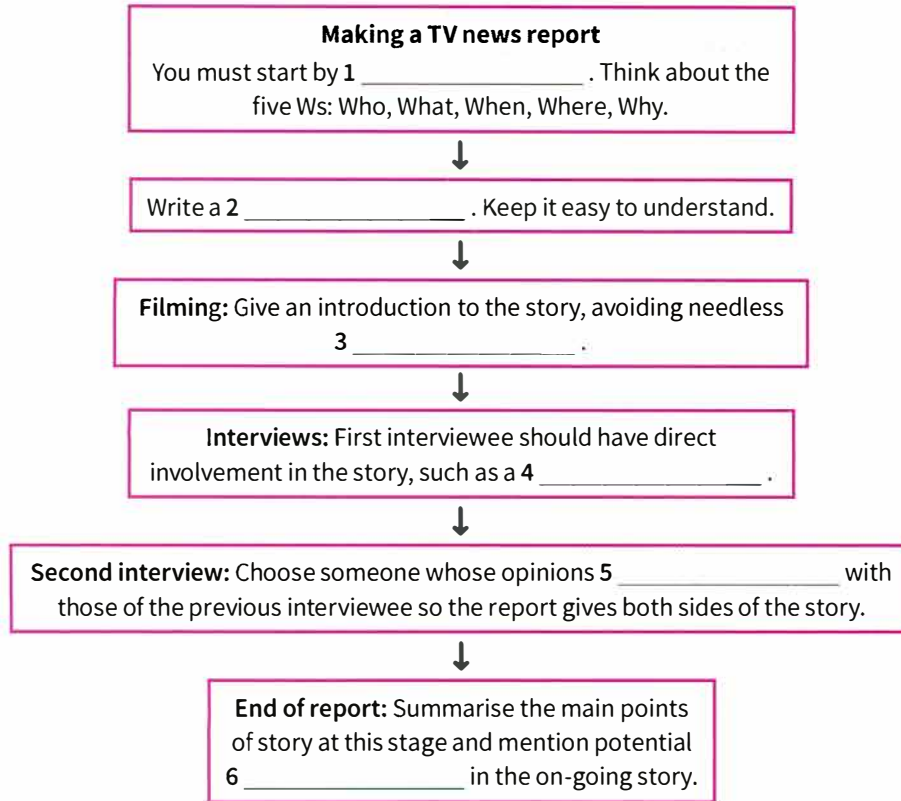 Making a TV news report
You must start by 1 ________________ . Think about the
five Ws: Who, What, When, Where, Why.
Write a 2 ________________ . Keep it easy to understand.
Filming: Give an introduction to the story, avoiding needless
3 ________________ .
Interviews: First interviewee should have direct
involvement in the story, such as a 4 ________________ .
Second interview: Choose someone whose opinions 5 ________________ with
those of the previous interviewee so the report gives both sides of the story.
End of report: Summarise the main points
of story at this stage and mention potential
6 ________________ in the on-going story.